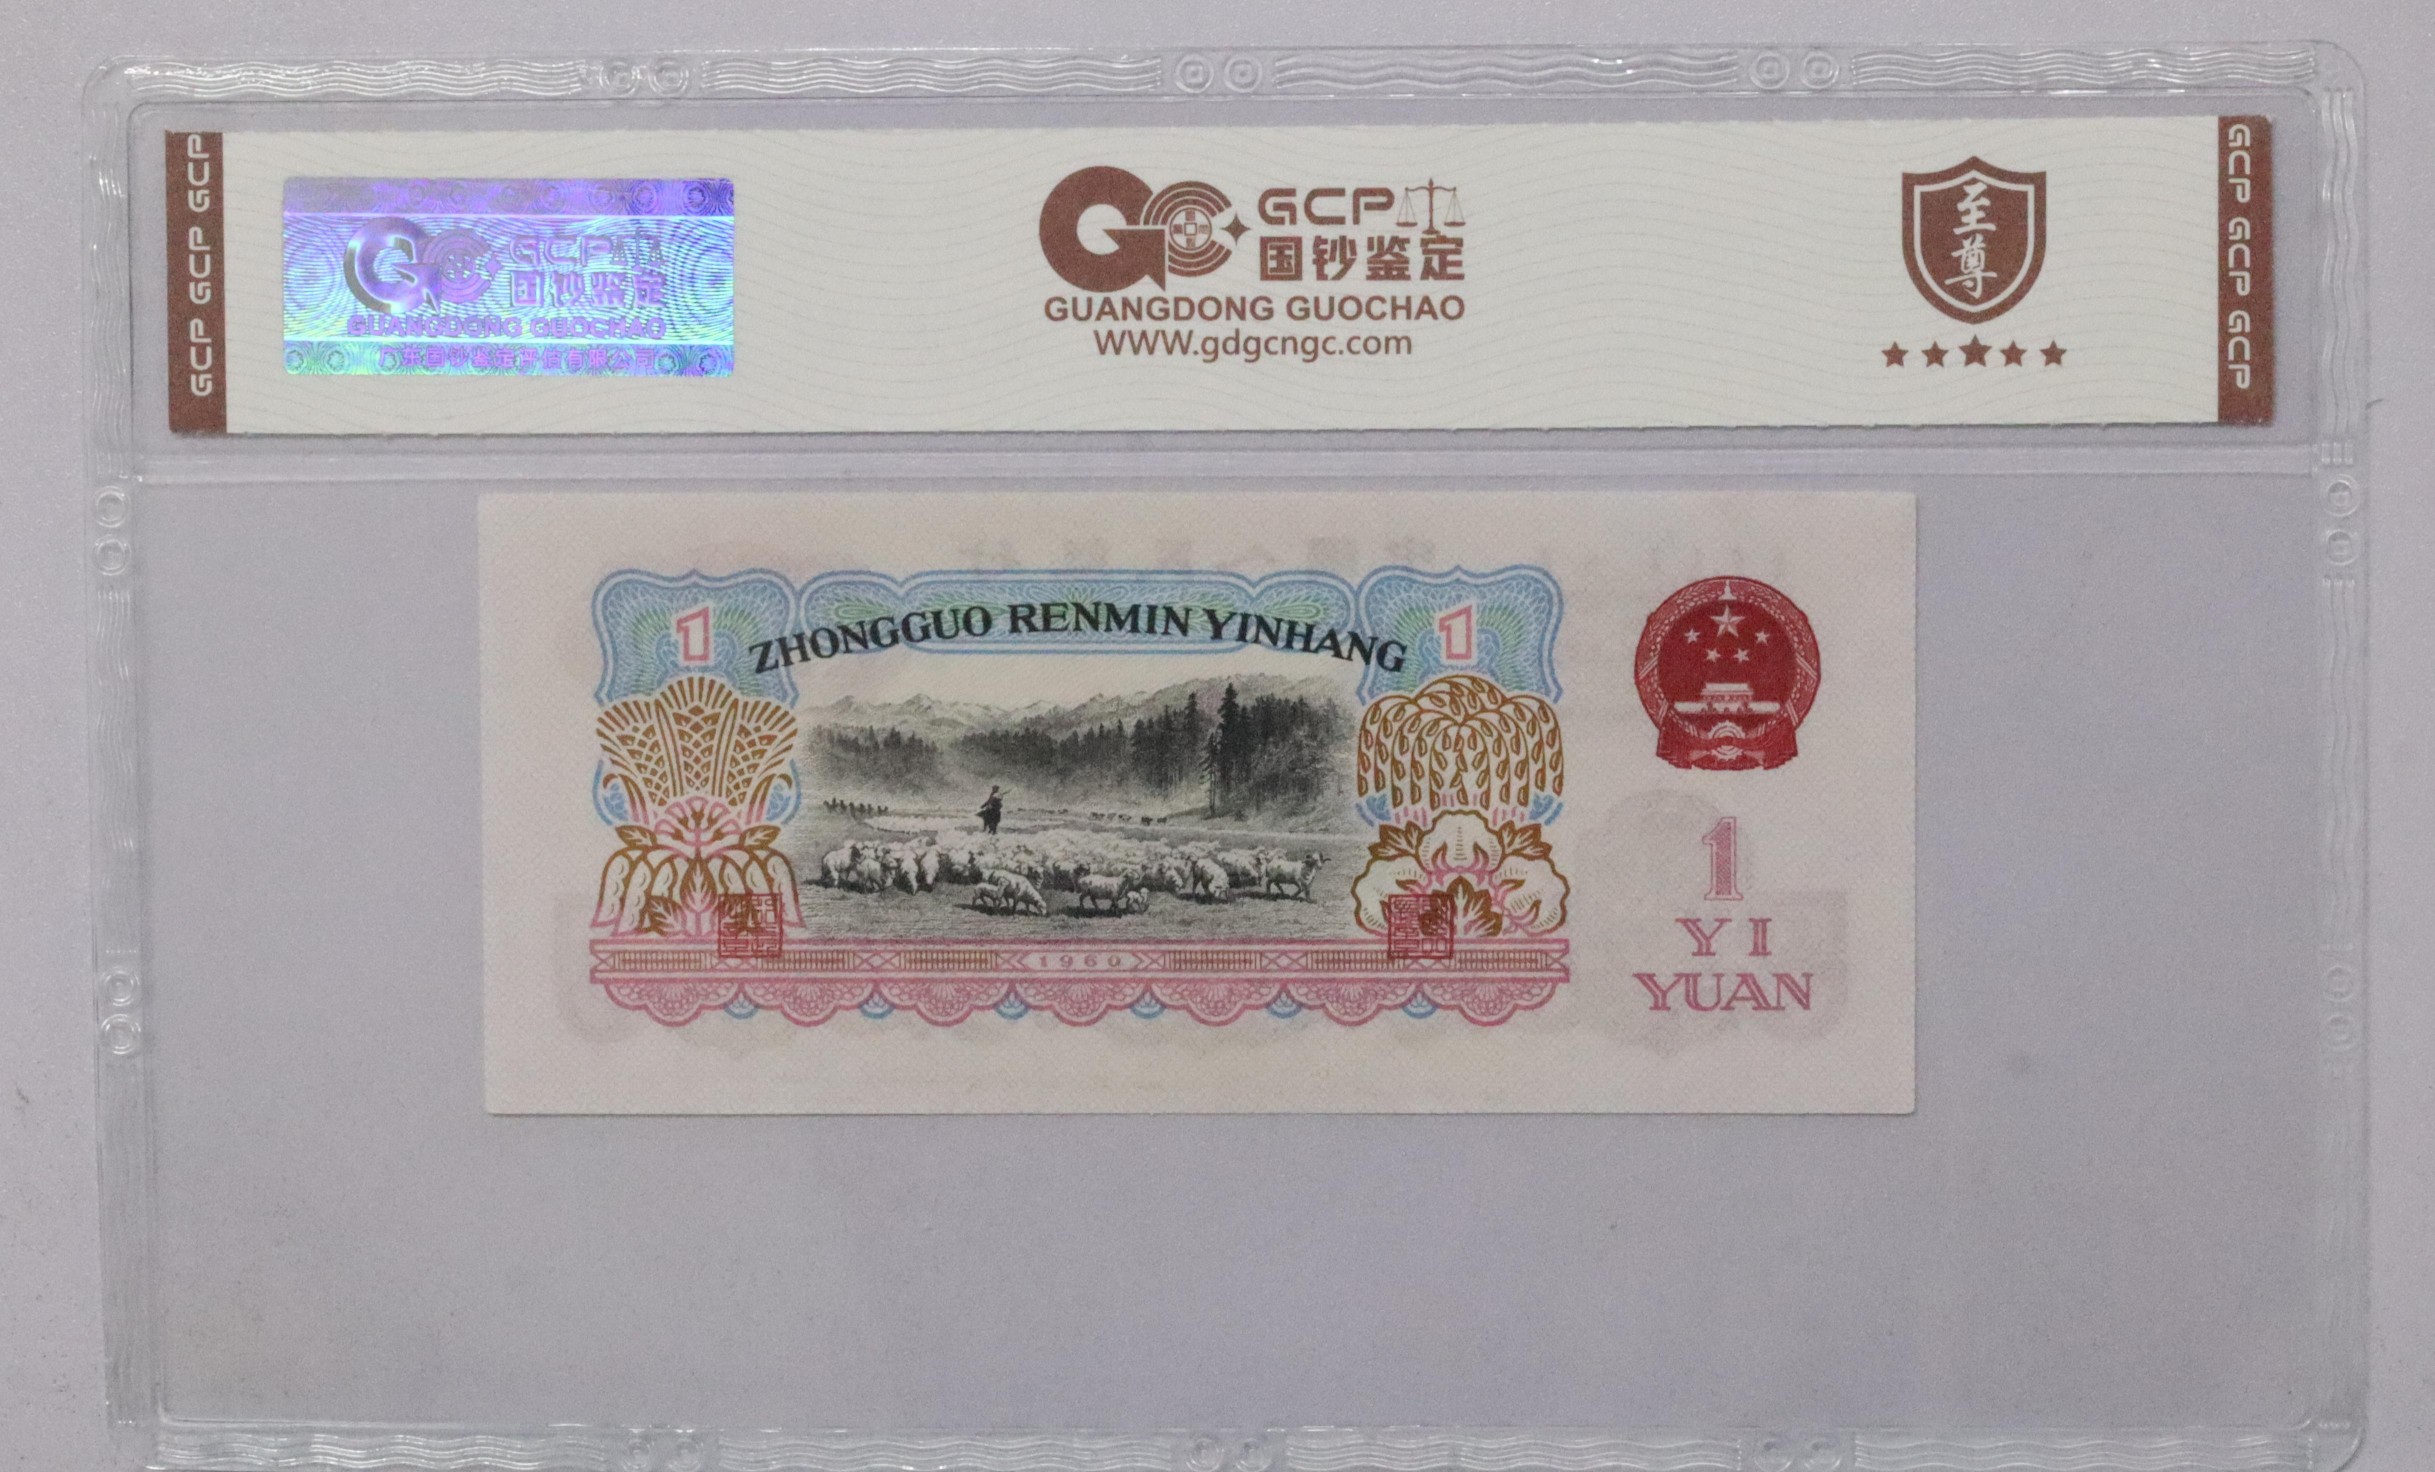 GCP GCP GCP
GCP
国钞鉴定
GUANGDONG GUOCHAO
广东国钞鉴定评估有限公司
GCP
国钞鉴定
GUANGDONG GUOCHAO
WWW.gdgcngc.com
至
尊
GCP GCP GCP
ZHONGGUO RENMIN YINHANG
1
1
1960
1
YI
YUAN